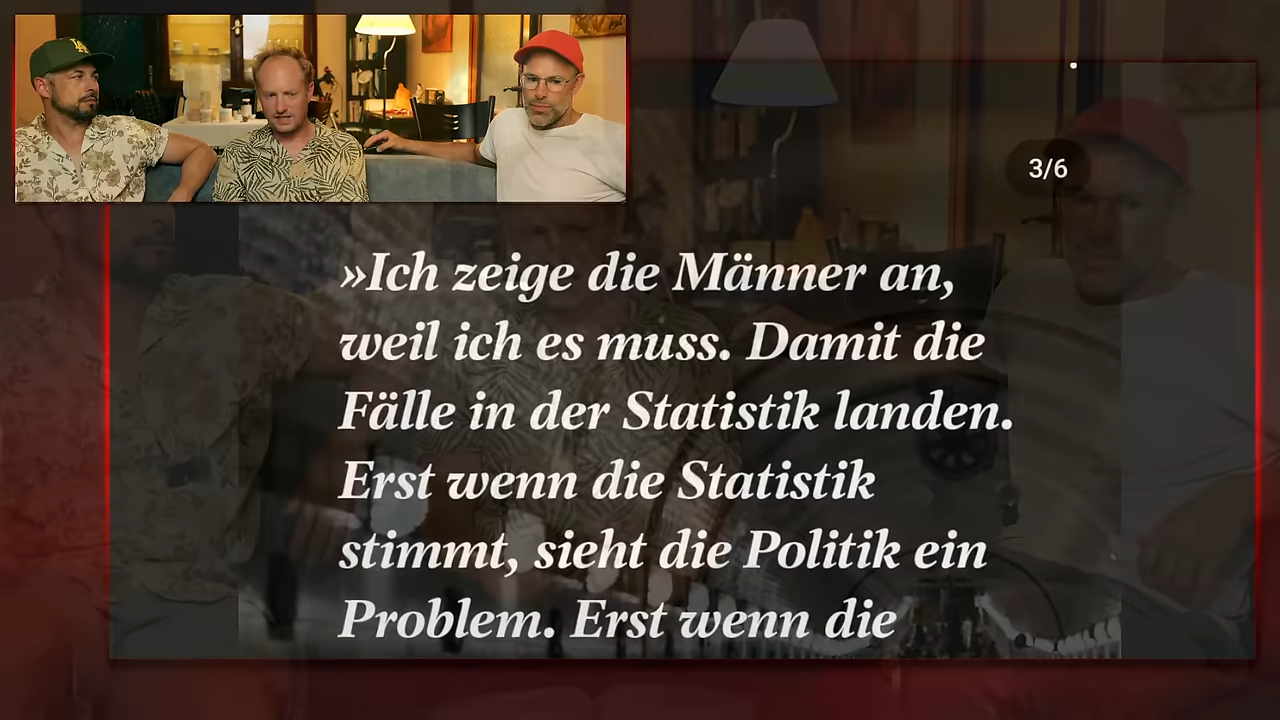 3/6
»Ich zeige die Männer an,
weil ich es muss. Damit die
Fälle in der Statistik landen.
Erst wenn die Statistik
stimmt, sieht die Politik ein
Problem. Erst wenn die